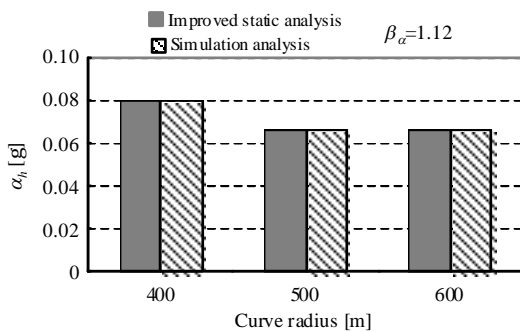 Improved static analysis
Simulation analysis
βα=1.12
αh [g]
0.10
0.08
0.06
0.04
0.02
0
400 500 600
Curve radius [m]